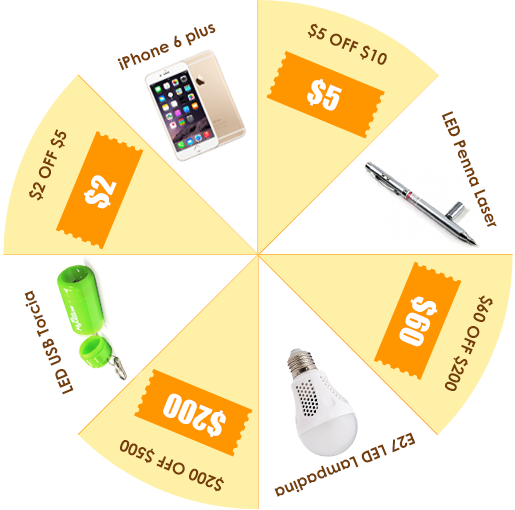 iPhone 6 plus
$5 OFF $10
$5
LED Penna Laser
$60
$60 OFF $200
E27 LED Lampadina
$200
$200 OFF $500
LED USB Torcia
$2 OFF $5
$2